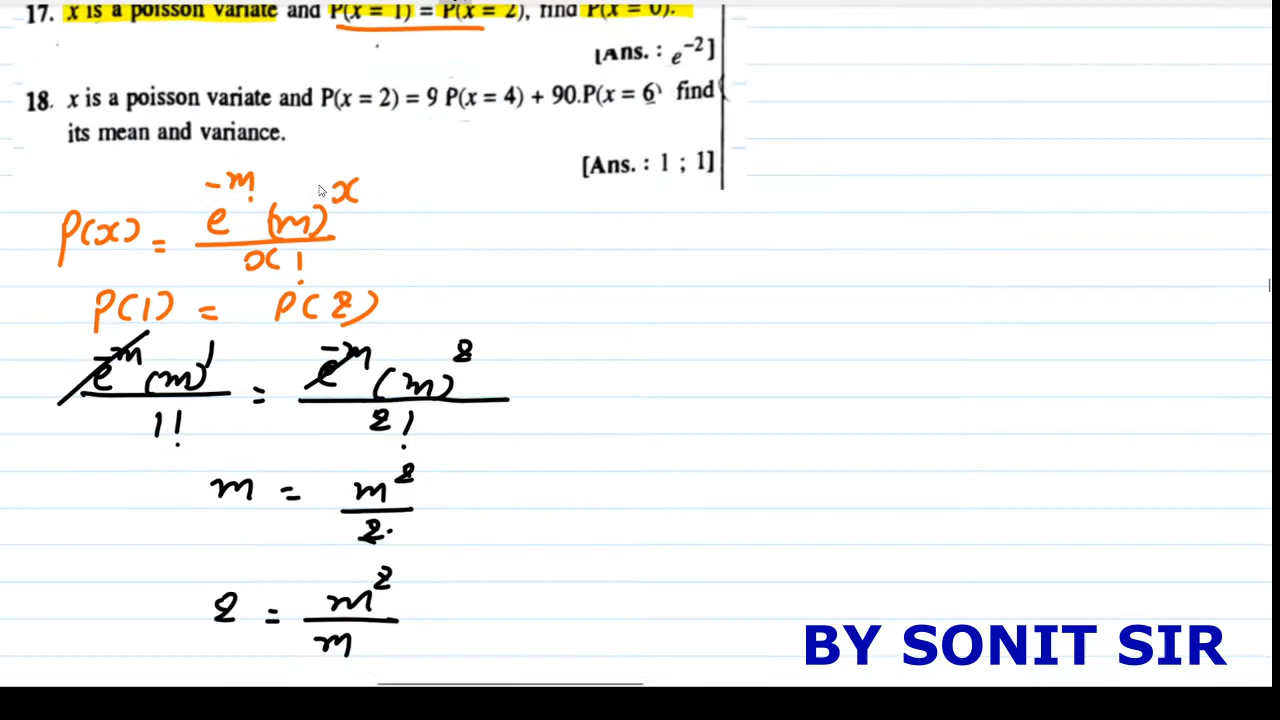 17. x is a poisson variate and P(x = 1) = P(x = 2), find P(x = 0).
[Ans. : e⁻²]
18. x is a poisson variate and P(x = 2) = 9 P(x = 4) + 90.P(x = 6) find
its mean and variance.
[Ans. : 1 ; 1]
P(x) = e^-m (m)^x / x!
P(1) = P(2)
e^-m (m)^1 / 1! = e^-m (m)^2 / 2!
m = m^2 / 2.
2 = m^2 / m
BY SONIT SIR